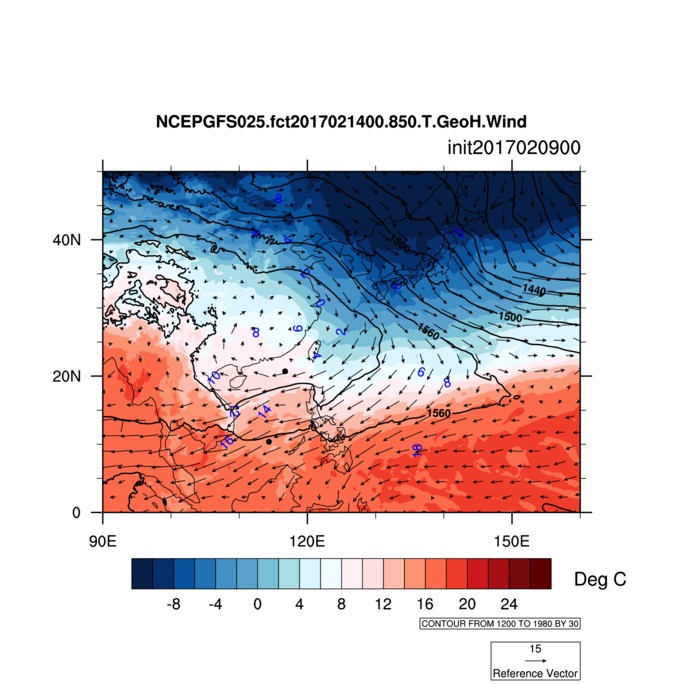 NCEPGFS025.fct2017021400.850.T.GeoH.Wind
init2017020900
40N
20N
0
90E
120E
150E
1500
1440
1500
1560
1560
-8
-4
0
4
8
12
16
20
24
Deg C
CONTOUR FROM 1200 TO 1980 BY 30
15
Reference Vector